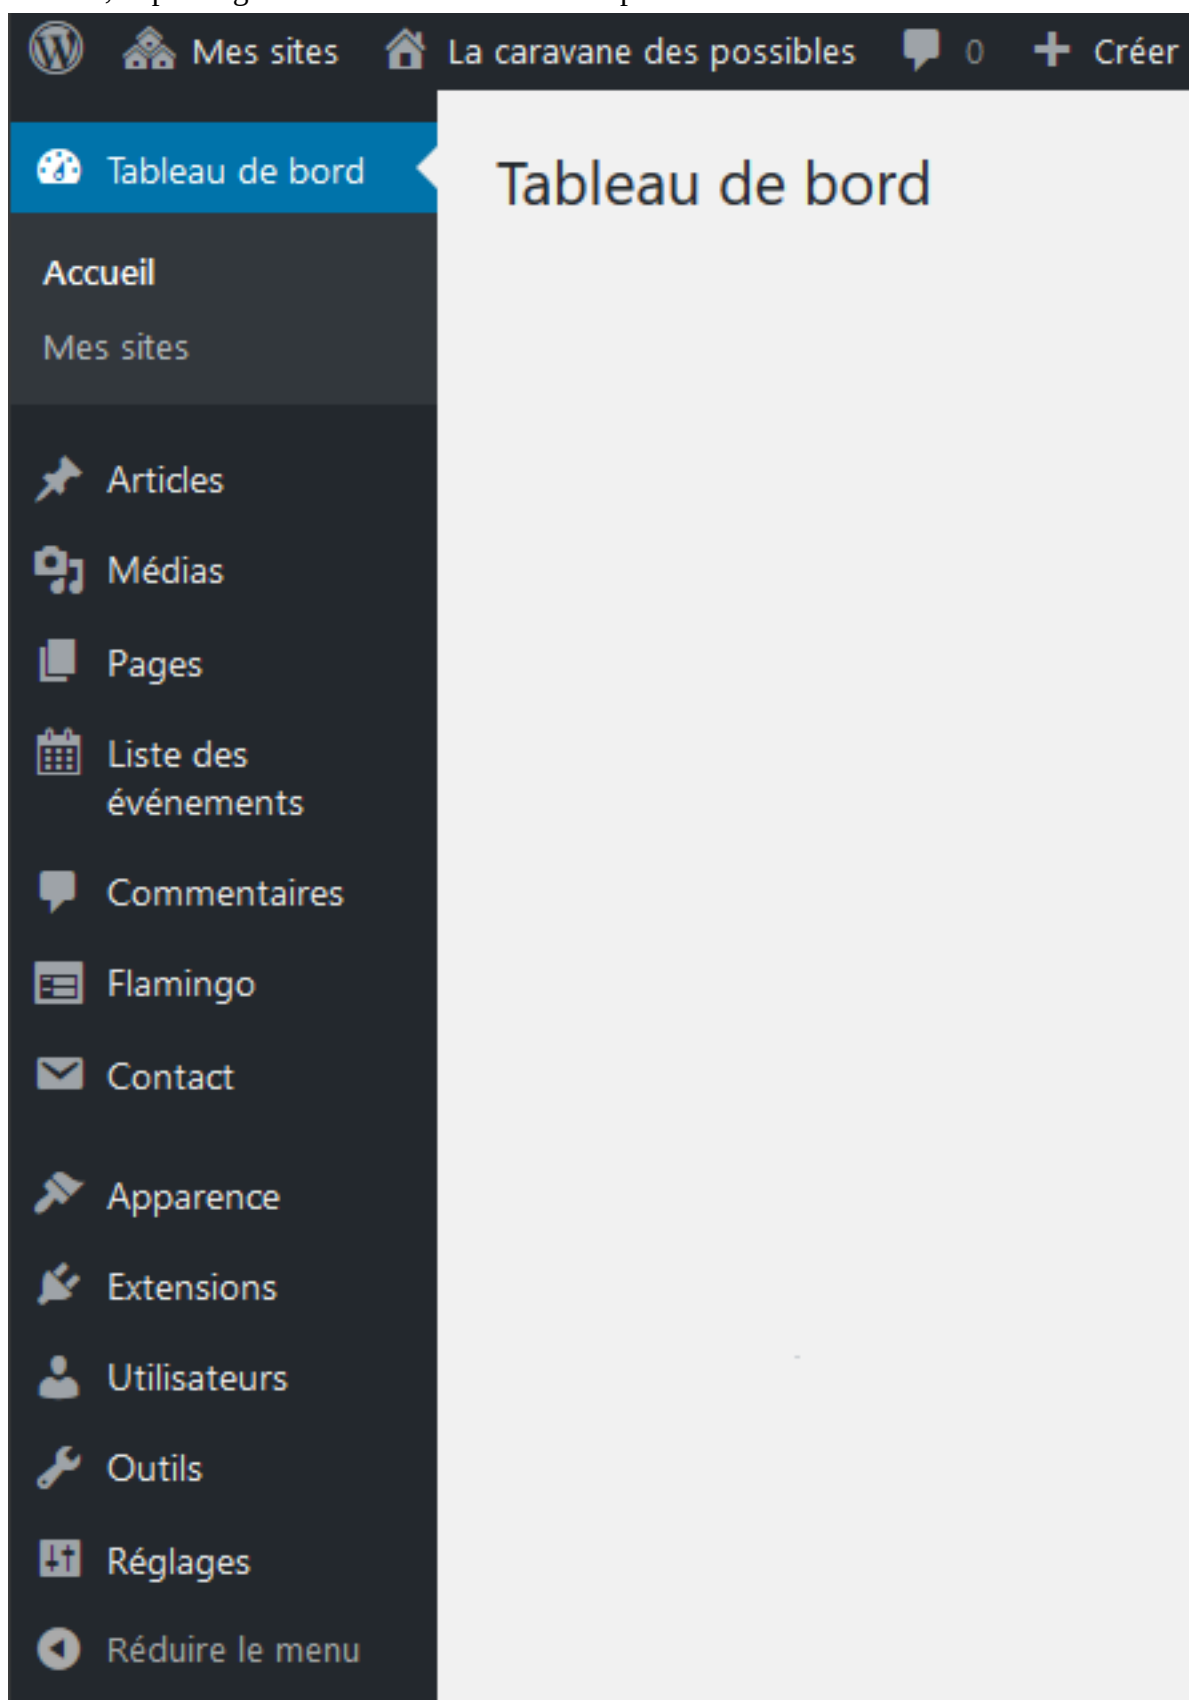 Mes sites La caravane des possibles 0 Créer
Tableau de bord
Tableau de bord
Accueil
Mes sites
Articles
Médias
Pages
Liste des
événements
Commentaires
Flamingo
Contact
Apparence
Extensions
Utilisateurs
Outils
Réglages
Réduire le menu